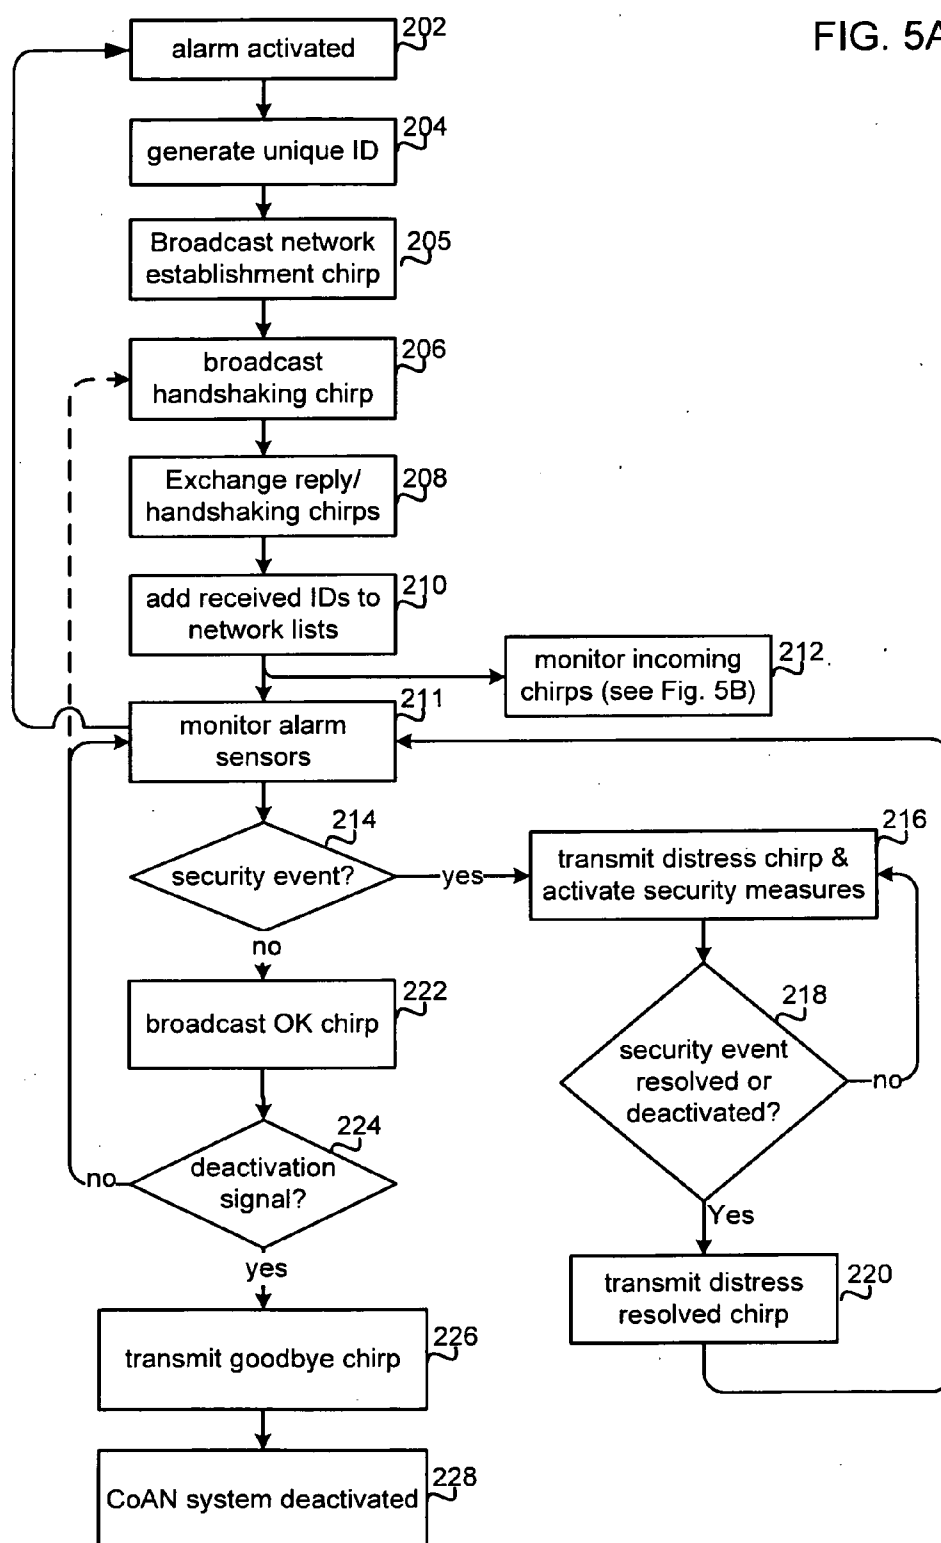 FIG. 5A
202
alarm activated
204
generate unique ID
205
Broadcast network
establishment chirp
206
broadcast
handshaking chirp
208
Exchange reply/
handshaking chirps
210
add received IDs to
network lists
212
monitor incoming
chirps (see Fig. 5B)
211
monitor alarm
sensors
214
security event?
yes
216
transmit distress chirp &
activate security measures
no
222
broadcast OK chirp
218
security event
resolved or
deactivated?
no
224
deactivation
signal?
no
Yes
yes
220
transmit distress
resolved chirp
226
transmit goodbye chirp
228
CoAN system deactivated